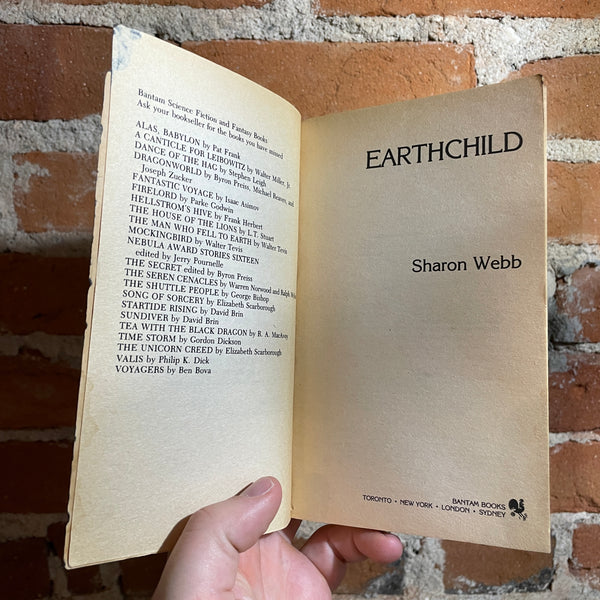 Bantam Science Fiction and Fantasy Books
Ask your bookseller for the books you have missed
ALAS, BABYLON by Pat Frank
A CANTICLE FOR LEIBOWITZ by Walter Miller, Jr.
DANCE OF THE HAG by Stephen Leigh
DRAGONWORLD by Byron Preiss, Michael Reaves, and
Joseph Zucker
FANTASTIC VOYAGE by Isaac Asimov
FIRELORD by Parke Godwin
HELLSTROM'S HIVE by Frank Herbert
THE HOUSE OF THE LIONS by L.T. Stuart
THE MAN WHO FELL TO EARTH by Walter Tevis
MOCKINGBIRD by Walter Tevis
NEBULA AWARD STORIES SIXTEEN
edited by Jerry Pournelle
THE SECRET edited by Byron Preiss
THE SEREN CENACLES by Warren Norwood and Ralph
THE SHUTTLE PEOPLE by George Bishop
SONG OF SORCERY by Elizabeth Scarborough
STARTIDE RISING by David Brin
SUNDIVER by David Brin
TEA WITH THE BLACK DRAGON by R. A. MacAvoy
TIME STORM by Gordon Dickson
THE UNICORN CREED by Elizabeth Scarborough
VALIS by Philip K. Dick
VOYAGERS by Ben Bova
EARTHCHILD
Sharon Webb
BANTAM BOOKS
TORONTO • NEW YORK • LONDON • SYDNEY